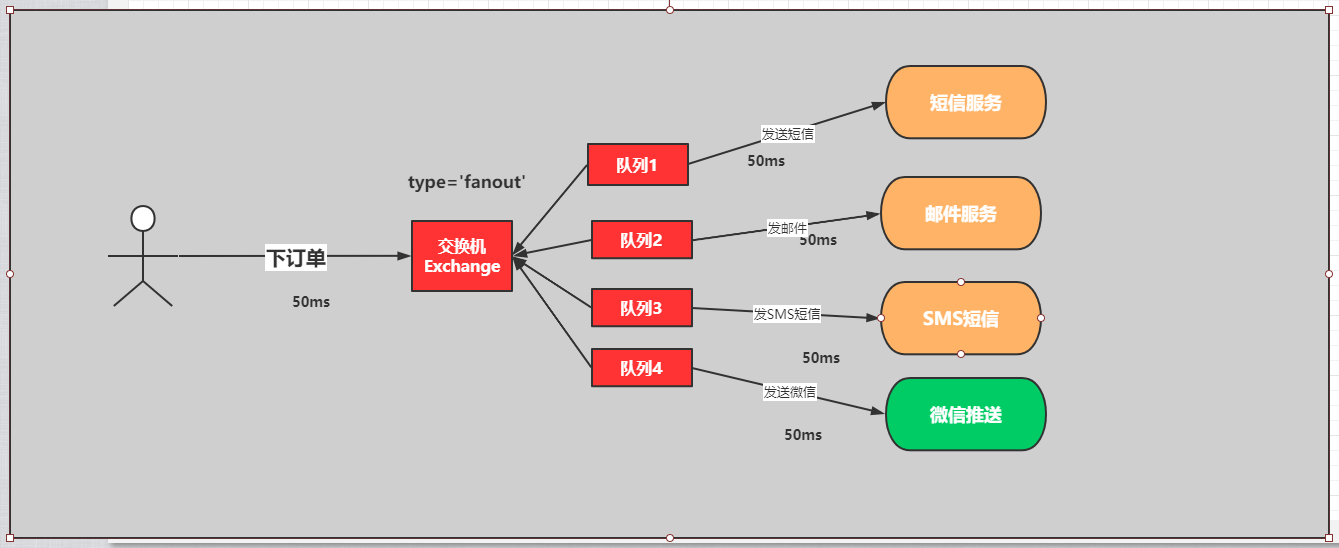 type='fanout'
下订单
50ms
交换机
Exchange
队列1
队列2
队列3
队列4
发送短信
50ms
发邮件
50ms
发SMS短信
50ms
发送微信
50ms
短信服务
邮件服务
SMS短信
微信推送